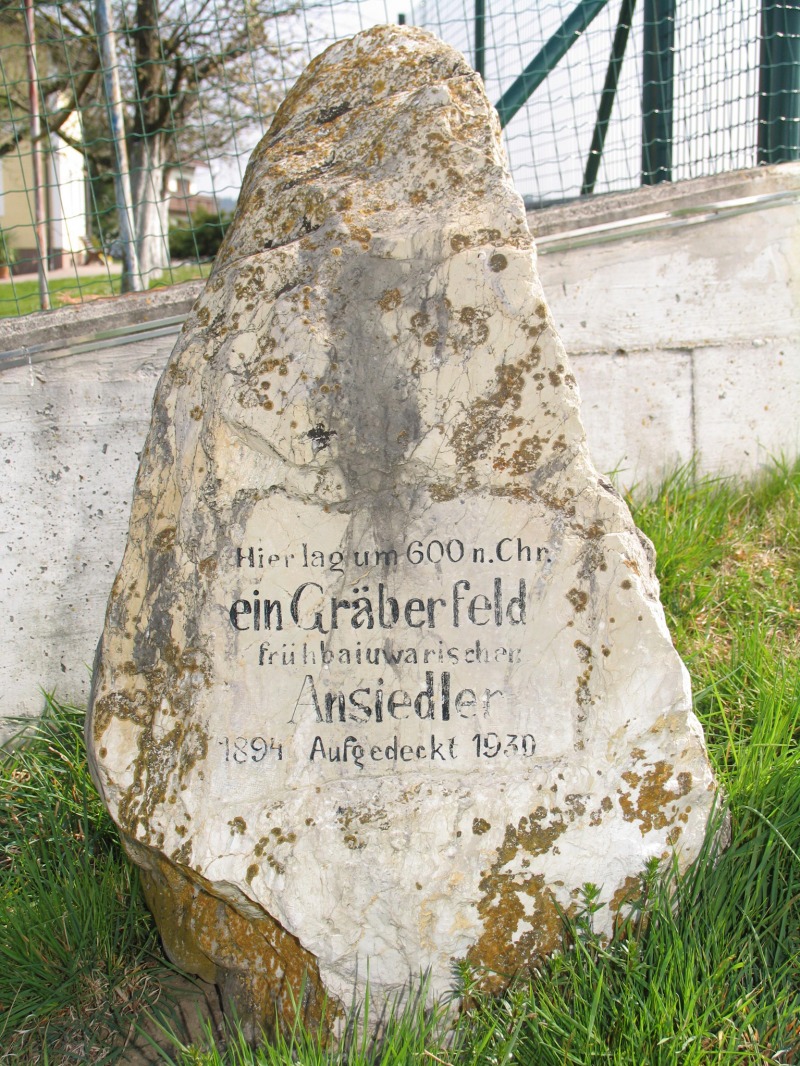 Hier lag um 600 n. Chr.
ein Gräberfeld
frühbaiuwarischer
Ansiedler
1894 Aufgedeckt 1930